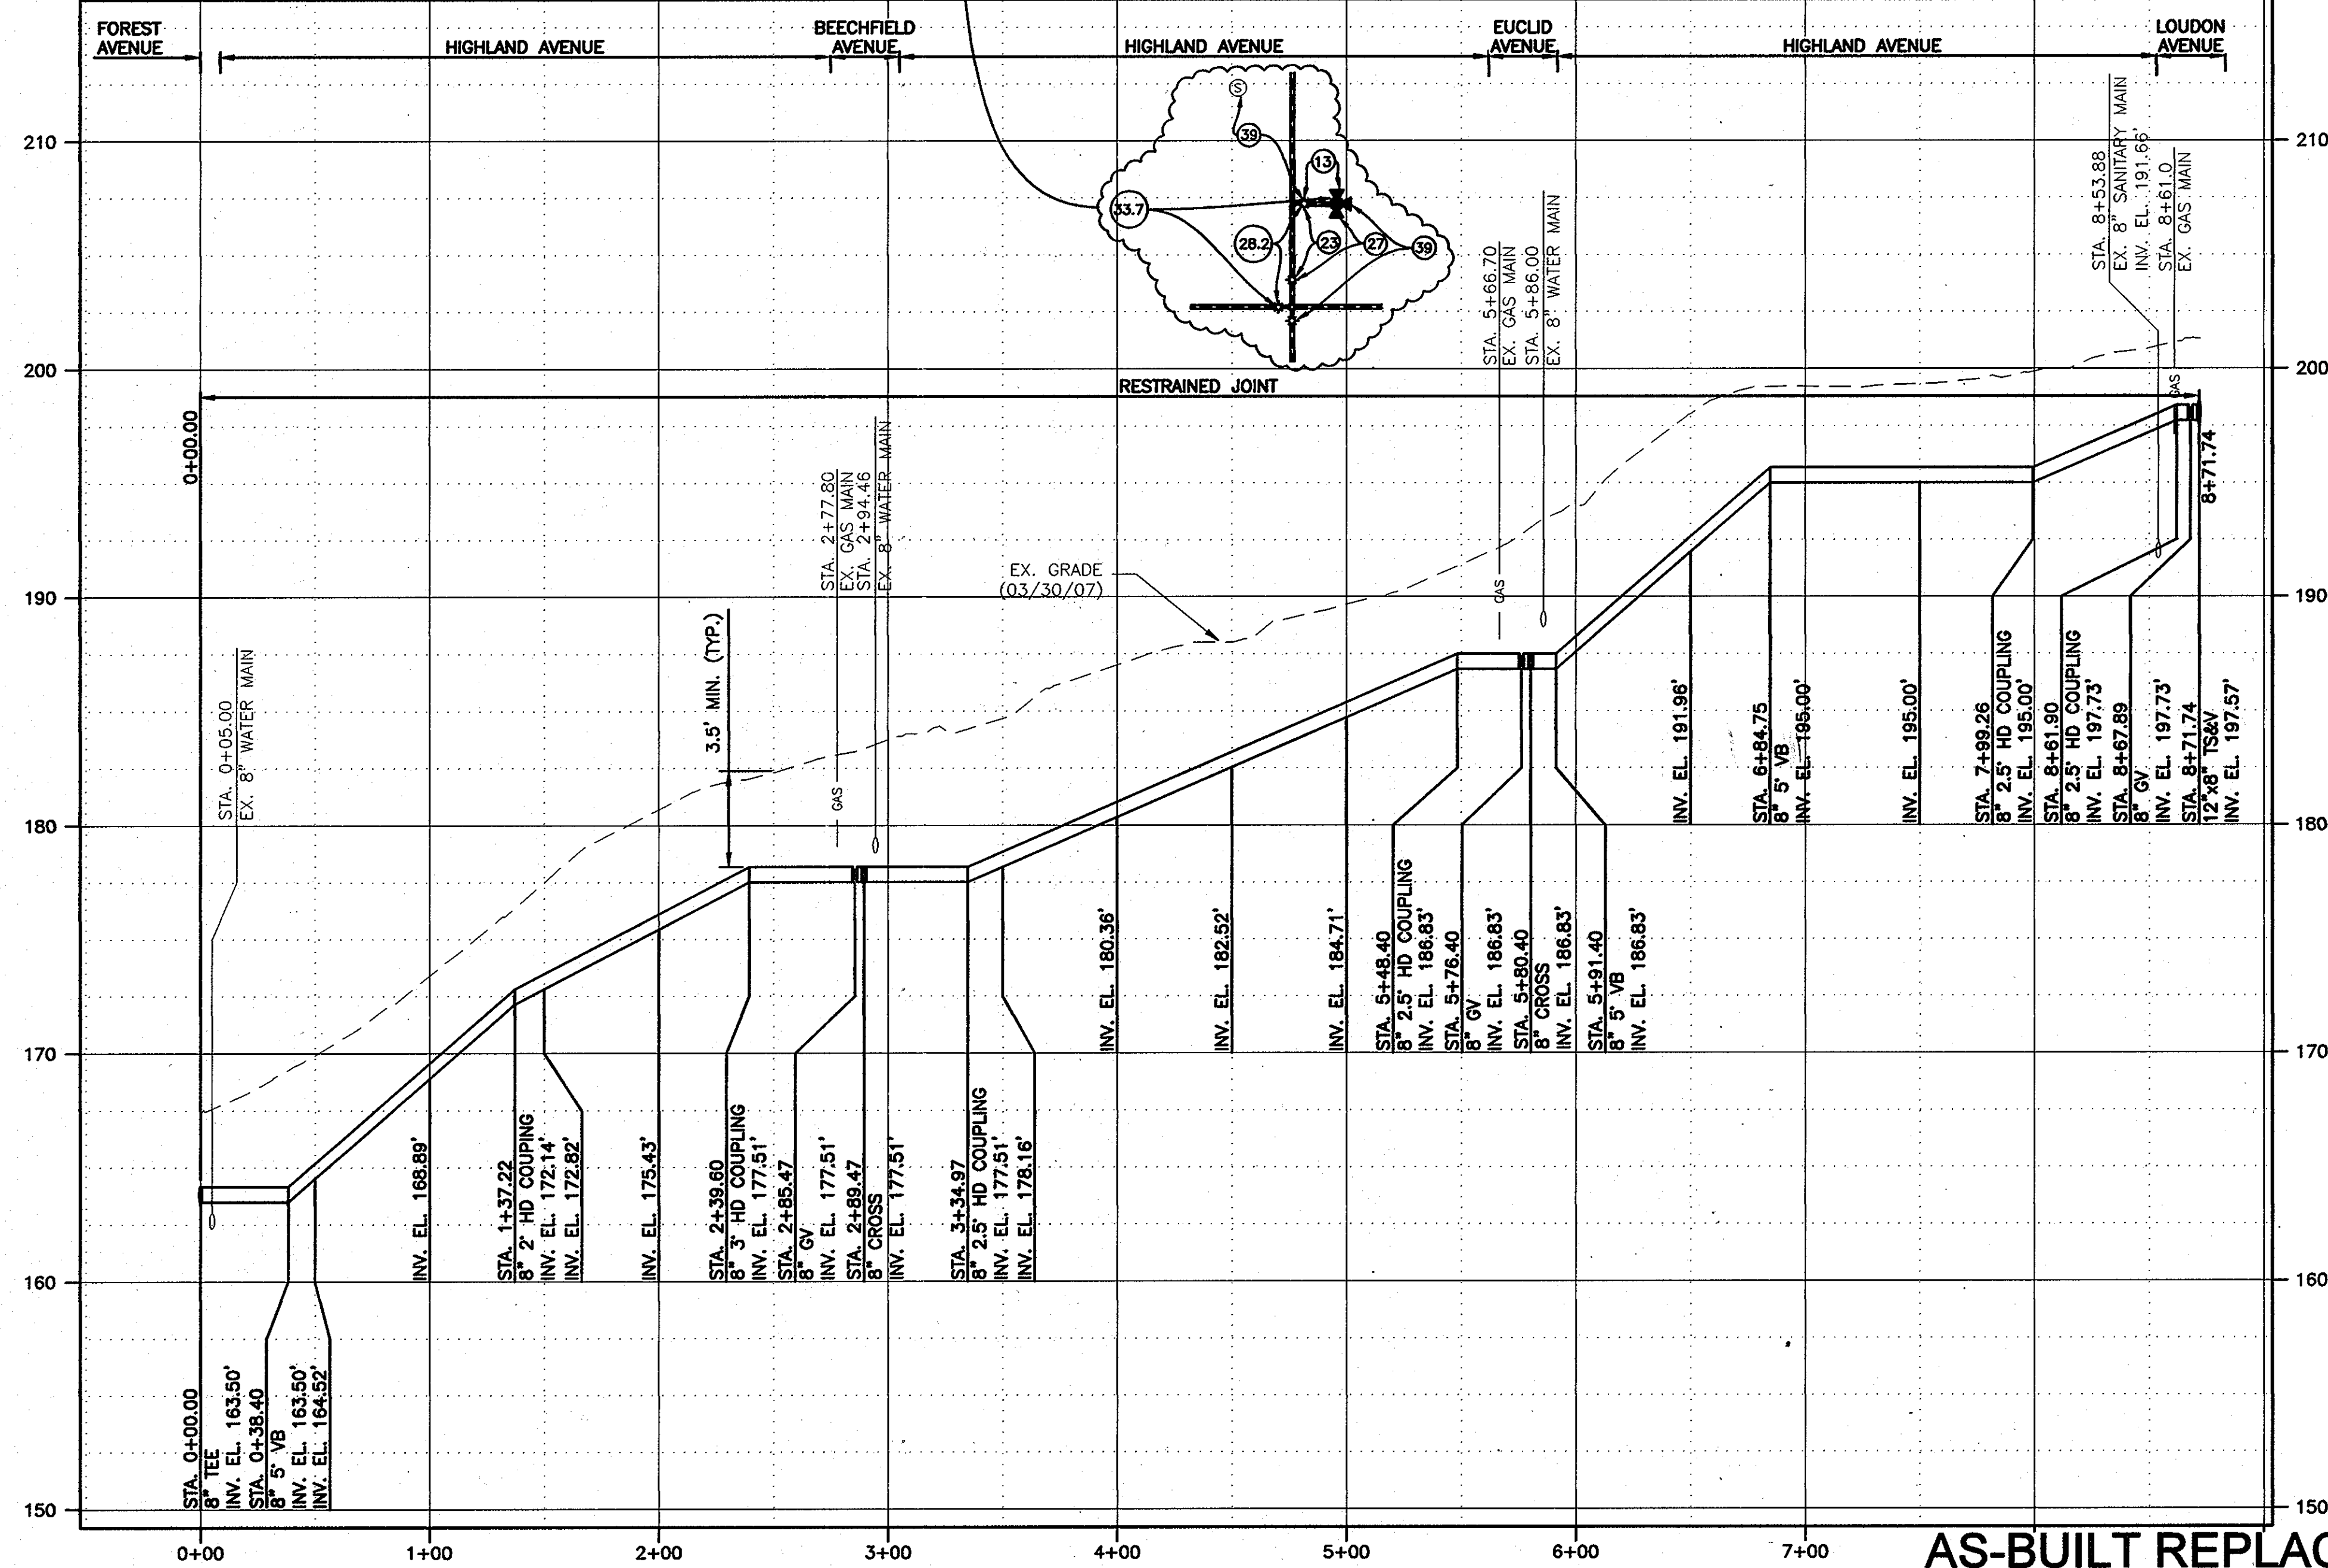 FOREST
AVENUE
HIGHLAND AVENUE
BEECHFIELD
AVENUE
HIGHLAND AVENUE
EUCLID
AVENUE
HIGHLAND AVENUE
LOUDON
AVENUE
210
200
190
180
170
160
150
210
200
190
180
170
160
150
S
39
13
33.7
28.2
23
27
39
RESTRAINED JOINT
0+00.00
8+71.74
STA. 0+05.00
EX. 8" WATER MAIN
3.5' MIN. (TYP.)
STA. 2+77.80
EX. GAS MAIN
STA. 2+94.46
EX. 8" WATER MAIN
GAS
EX. GRADE
(03/30/07)
STA. 5+66.70
EX. GAS MAIN
STA. 5+86.00
EX. 8" WATER MAIN
GAS
STA. 8+53.88
EX. 8" SANITARY MAIN
INV. EL. 191.66'
STA. 8+61.0
EX. GAS MAIN
GAS
STA. 0+00.00
8" TEE
INV. EL. 163.50'
STA. 0+38.40
8" 5° VB
INV. EL. 163.50'
INV. EL. 164.52'
INV. EL. 168.89'
STA. 1+37.22
8" 2° HD COUPING
INV. EL. 172.14'
INV. EL. 172.82'
INV. EL. 175.43'
STA. 2+39.60
8" 3° HD COUPLING
INV. EL. 177.51'
STA. 2+85.47
8" GV
INV. EL. 177.51'
STA. 2+89.47
8" CROSS
INV. EL. 177.51'
STA. 3+34.97
8" 2.5° HD COUPLING
INV. EL. 177.51'
INV. EL. 178.16'
INV. EL. 180.36'
INV. EL. 182.52'
INV. EL. 184.71'
STA. 5+48.40
8" 2.5° HD COUPLING
INV. EL. 186.83'
STA. 5+76.40
8" GV
INV. EL. 186.83'
STA. 5+80.40
8" CROSS
INV. EL. 186.83'
STA. 5+91.40
8" 5° VB
INV. EL. 186.83'
INV. EL. 191.96'
STA. 6+84.75
8" 5° VB
INV. EL. 195.00'
INV. EL. 195.00'
STA. 7+99.26
8" 2.5° HD COUPLING
INV. EL. 195.00'
STA. 8+61.90
8" 2.5° HD COUPLING
INV. EL. 197.73'
STA. 8+67.89
8" GV
INV. EL. 197.73'
STA. 8+71.74
12"x8" TS&V
INV. EL. 197.57'
0+00
1+00
2+00
3+00
4+00
5+00
6+00
7+00
AS-BUILT REPLAC